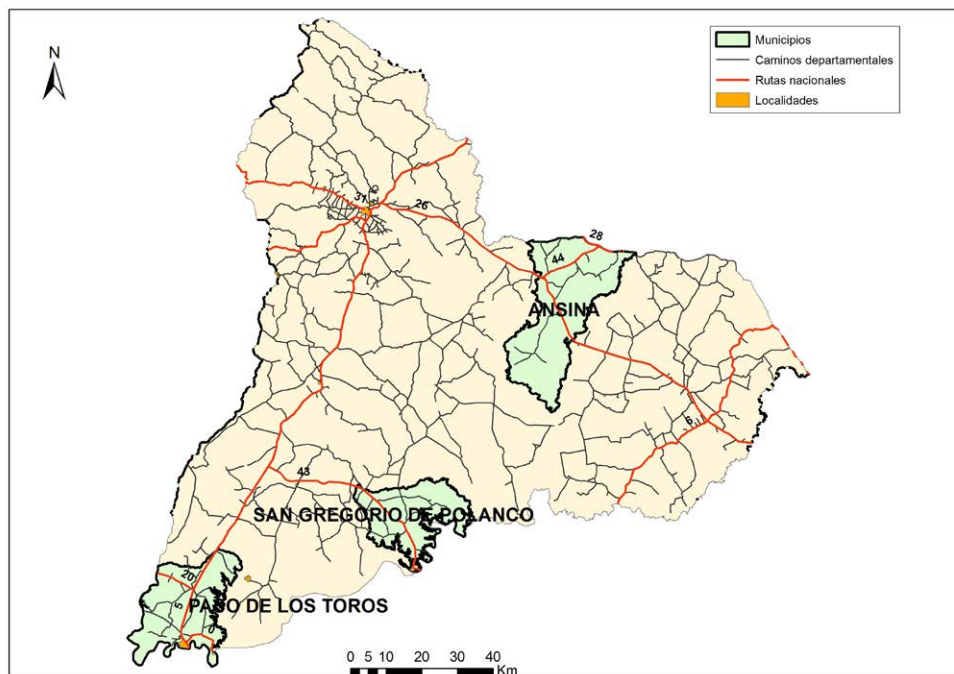 N
Municipios
Caminos departamentales
Rutas nacionales
Localidades
31
26
28
44
ANSINA
6
43
SAN GREGORIO DE POLANCO
20
5
PASO DE LOS TOROS
0 5 10 20 30 40
Km